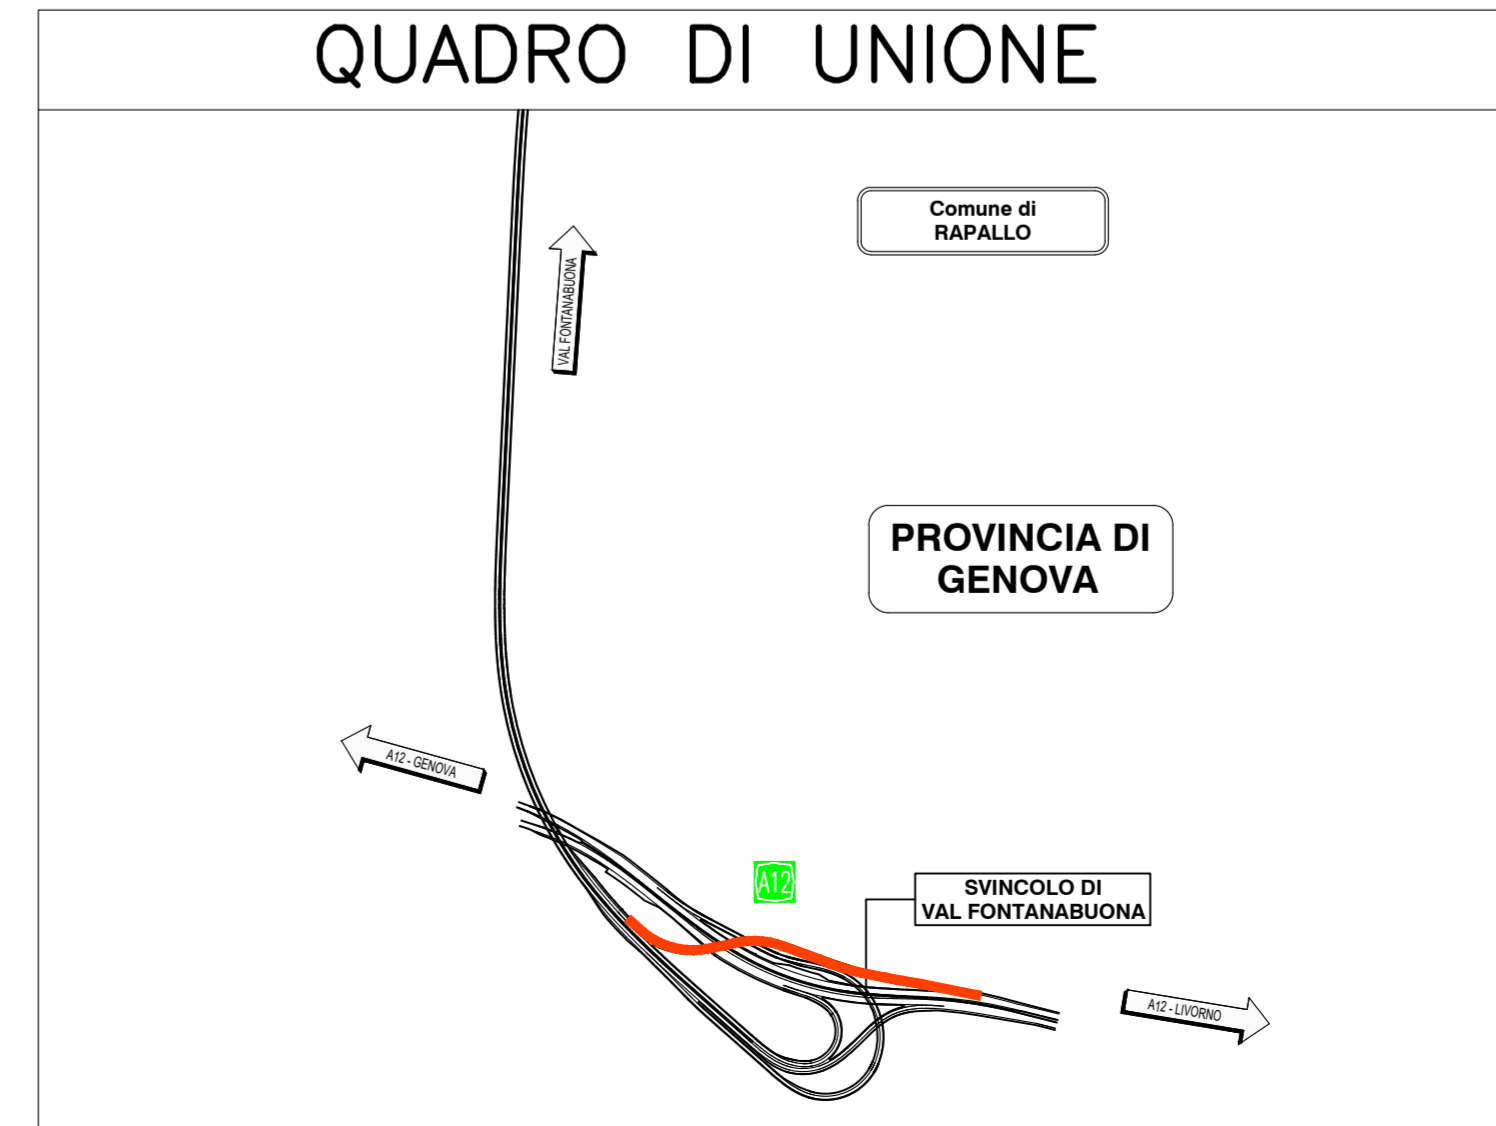 QUADRO DI UNIONE
Comune di
RAPALLO
VAL FONTANABUONA
PROVINCIA DI
GENOVA
A12 - GENOVA
A12
SVINCOLO DI
VAL FONTANABUONA
A12 - LIVORNO